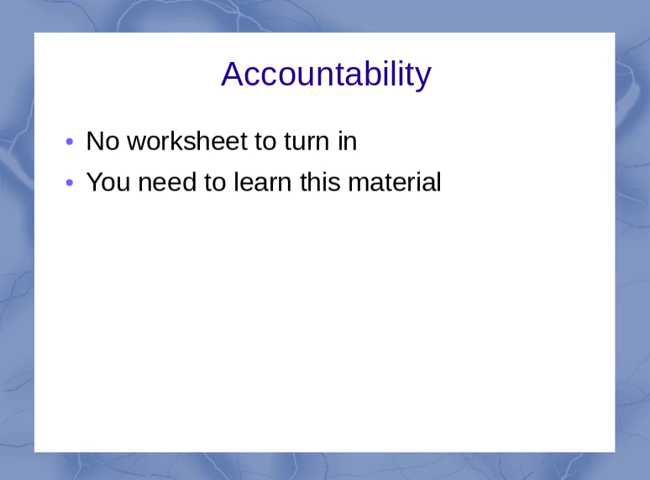 Accountability
• No worksheet to turn in
• You need to learn this material